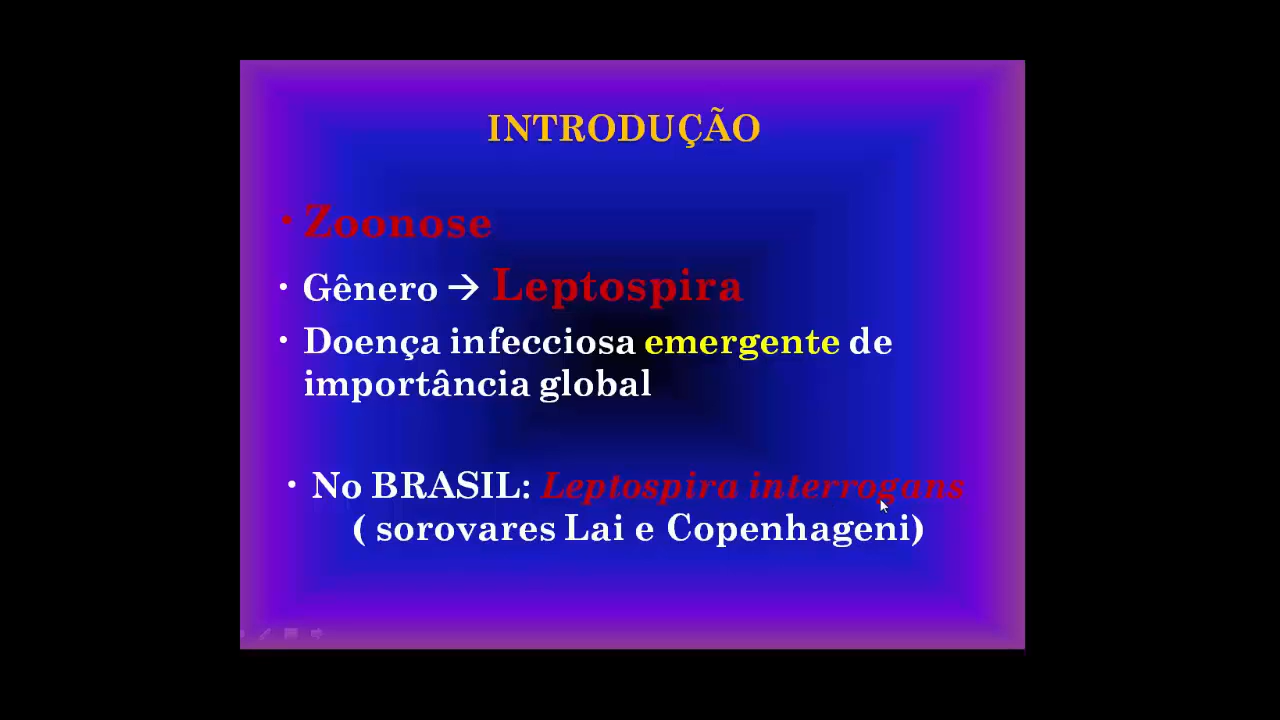 INTRODUÇÃO
• Zoonose
• Gênero → Leptospira
• Doença infecciosa emergente de
importância global
• No BRASIL: Leptospira interrogans
( sorovares Lai e Copenhageni)